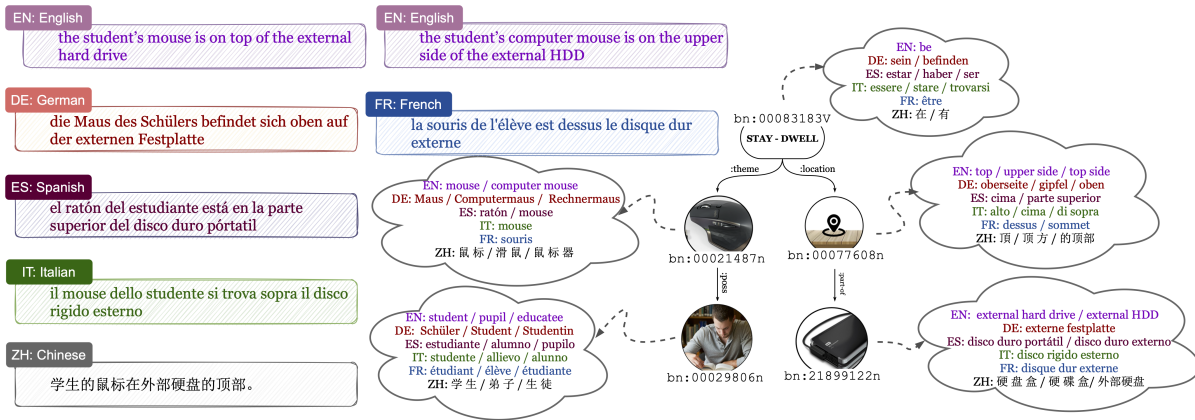 EN: English
the student's mouse is on top of the external
hard drive
EN: English
the student's computer mouse is on the upper
side of the external HDD
DE: German
die Maus des Schülers befindet sich oben auf
der externen Festplatte
FR: French
la souris de l'élève est dessus le disque dur
externe
ES: Spanish
el ratón del estudiante está en la parte
superior del disco duro pórtatil
IT: Italian
il mouse dello studente si trova sopra il disco
rigido esterno
ZH: Chinese
学生的鼠标在外部硬盘的顶部。
EN: be
DE: sein / befinden
ES: estar / haber / ser
IT: essere / stare / trovarsi
FR: être
ZH: 在 / 有
bn:00083183V
STAY - DWELL
:theme
:location
EN: mouse / computer mouse
DE: Maus / Computermaus / Rechnermaus
ES: ratón / mouse
IT: mouse
FR: souris
ZH: 鼠 标 / 滑 鼠 / 鼠 标 器
bn:00021487n
EN: top / upper side / top side
DE: oberseite / gipfel / oben
ES: cima / parte superior
IT: alto / cima / di sopra
FR: dessus / sommet
ZH: 頂 / 顶 方 / 的顶部
bn:00077608n
:poss
:part-of
EN: student / pupil / educatee
DE: Schüler / Student / Studentin
ES: estudiante / alumno / pupilo
IT: studente / allievo / alunno
FR: étudiant / élève / étudiante
ZH: 学 生 / 弟 子 / 生 徒
bn:00029806n
EN: external hard drive / external HDD
DE: externe festplatte
ES: disco duro portátil / disco duro externo
IT: disco rigido esterno
FR: disque dur externe
ZH: 硬 盘 盒 / 硬 碟 盒 / 外部硬盘
bn:21899122n